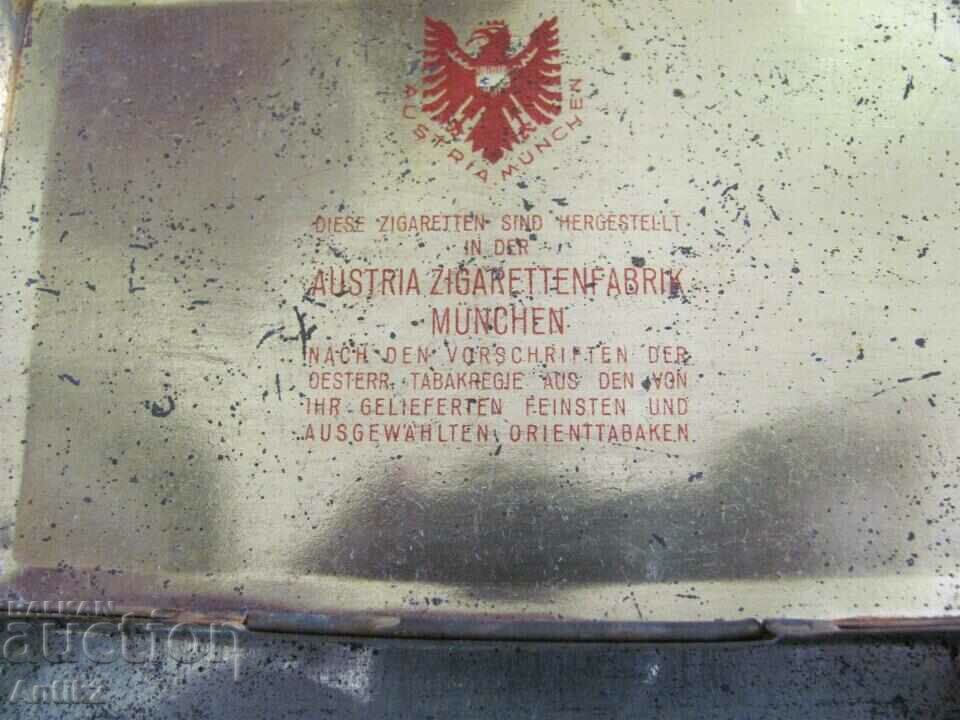 AUSTRIA MÜNCHEN
DIESE ZIGARETTEN SIND HERGESTELLT
IN DER
AUSTRIA ZIGARETTENFABRIK
MÜNCHEN
NACH DEN VORSCHRIFTEN DER
OESTERR. TABAKREGIE AUS DEN VON
IHR GELIEFERTEN FEINSTEN UND
AUSGEWÄHLTEN ORIENTTABAKEN.
BALKAN
auction
AntikZ